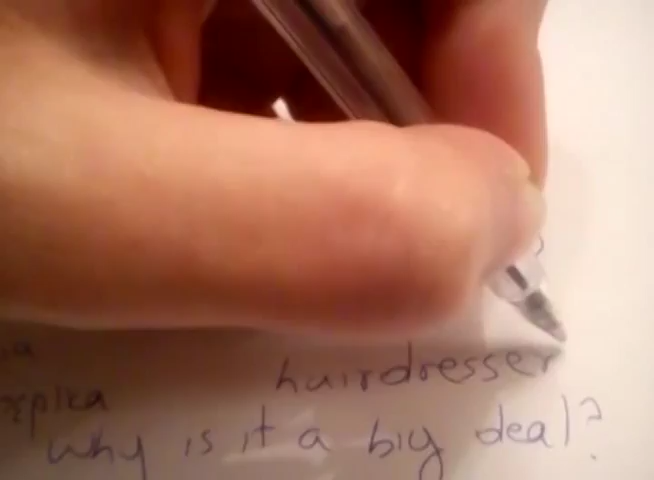 hairdresser
why is it a big deal?